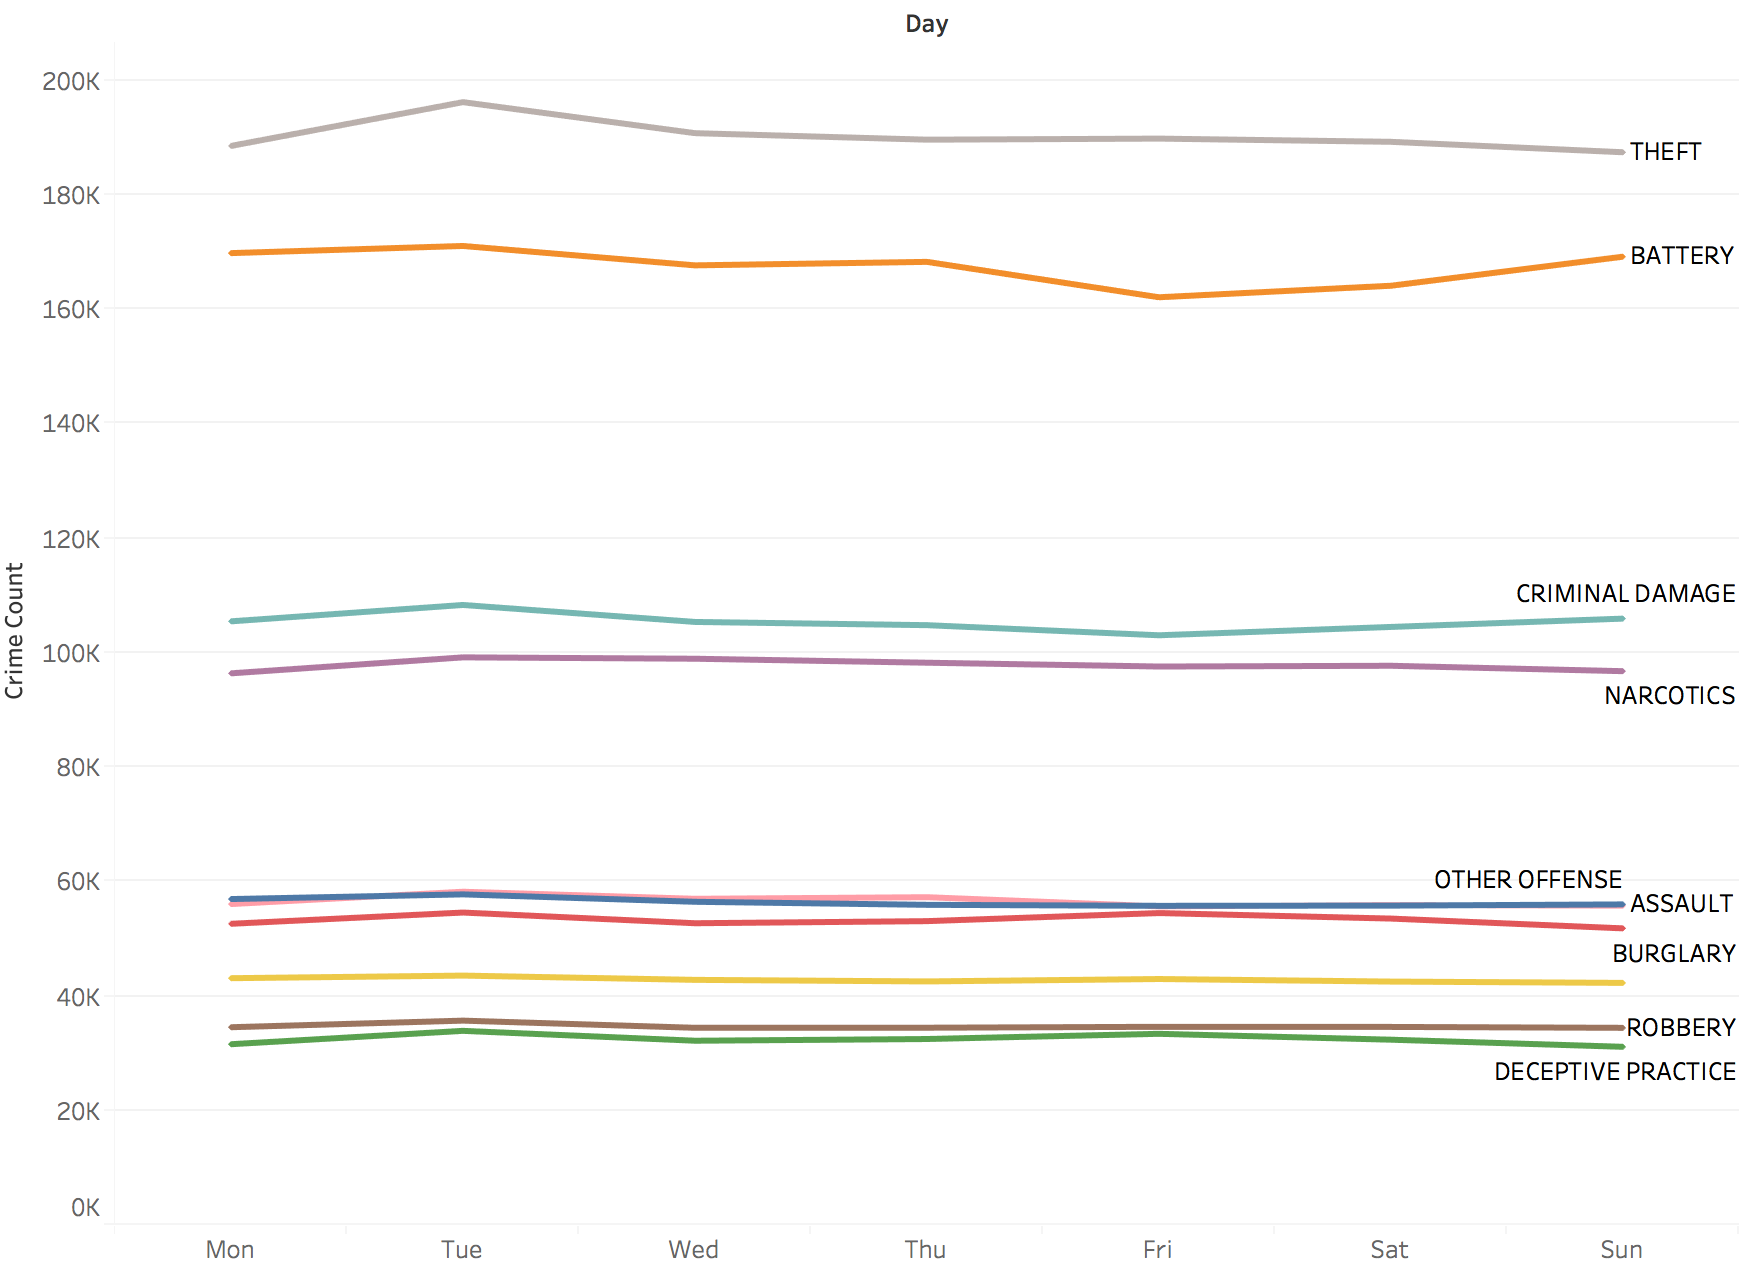 Day
200K
180K
160K
140K
120K
100K
80K
60K
40K
20K
0K
Crime Count
THEFT
BATTERY
CRIMINAL DAMAGE
NARCOTICS
OTHER OFFENSE
ASSAULT
BURGLARY
ROBBERY
DECEPTIVE PRACTICE
Mon Tue Wed Thu Fri Sat Sun